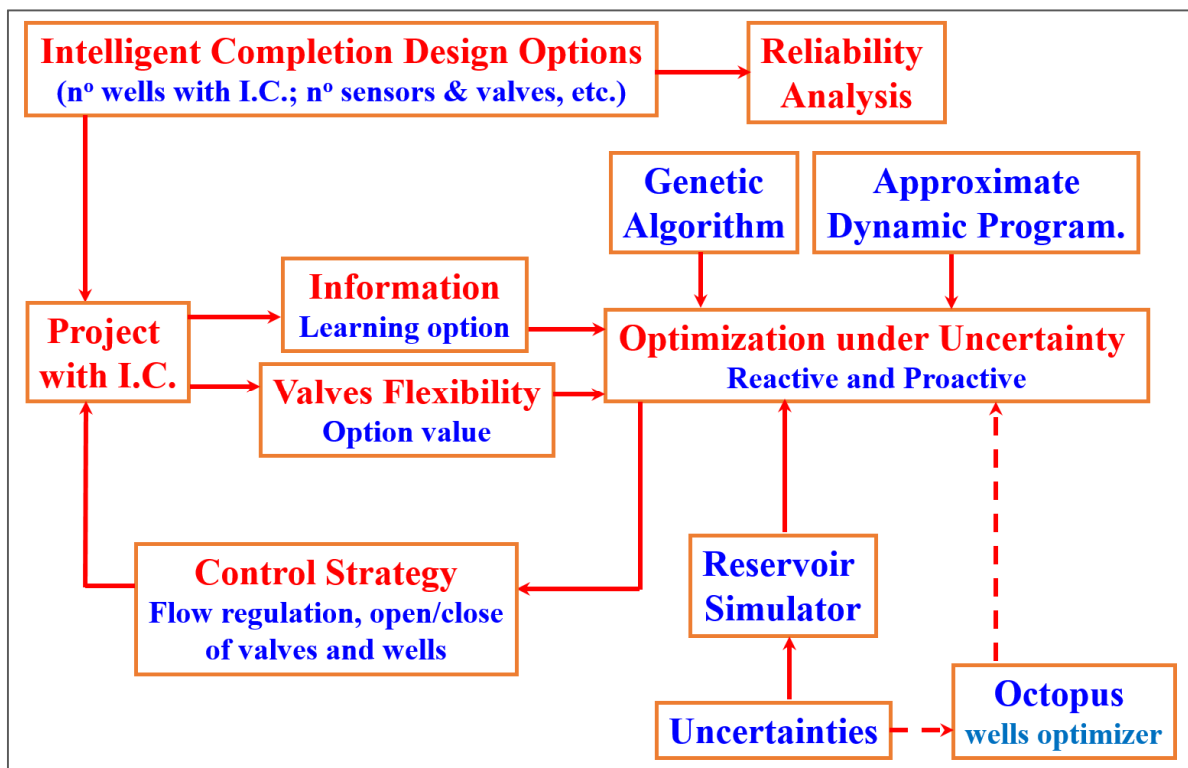 Intelligent Completion Design Options
(nº wells with I.C.; nº sensors & valves, etc.)
Reliability
Analysis
Genetic
Algorithm
Approximate
Dynamic Program.
Information
Learning option
Project
with I.C.
Valves Flexibility
Option value
Optimization under Uncertainty
Reactive and Proactive
Control Strategy
Flow regulation, open/close
of valves and wells
Reservoir
Simulator
Uncertainties
Octopus
wells optimizer